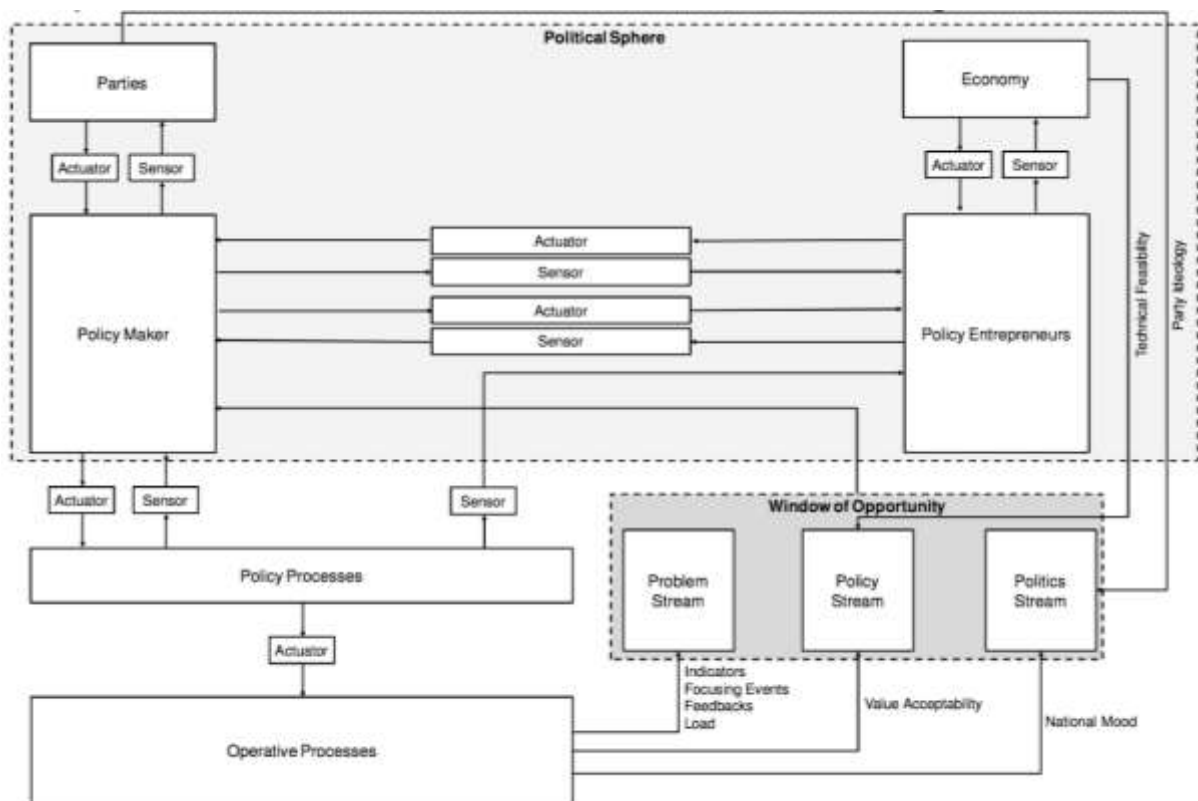 Political Sphere
Parties
Economy
Actuator
Sensor
Actuator
Sensor
Actuator
Sensor
Actuator
Sensor
Policy Maker
Policy Entrepreneurs
Technical Feasibility
Party Ideology
Actuator
Sensor
Sensor
Window of Opportunity
Policy Processes
Problem
Stream
Policy
Stream
Politics
Stream
Actuator
Indicators
Focusing Events
Feedbacks
Load
Value Acceptability
National Mood
Operative Processes